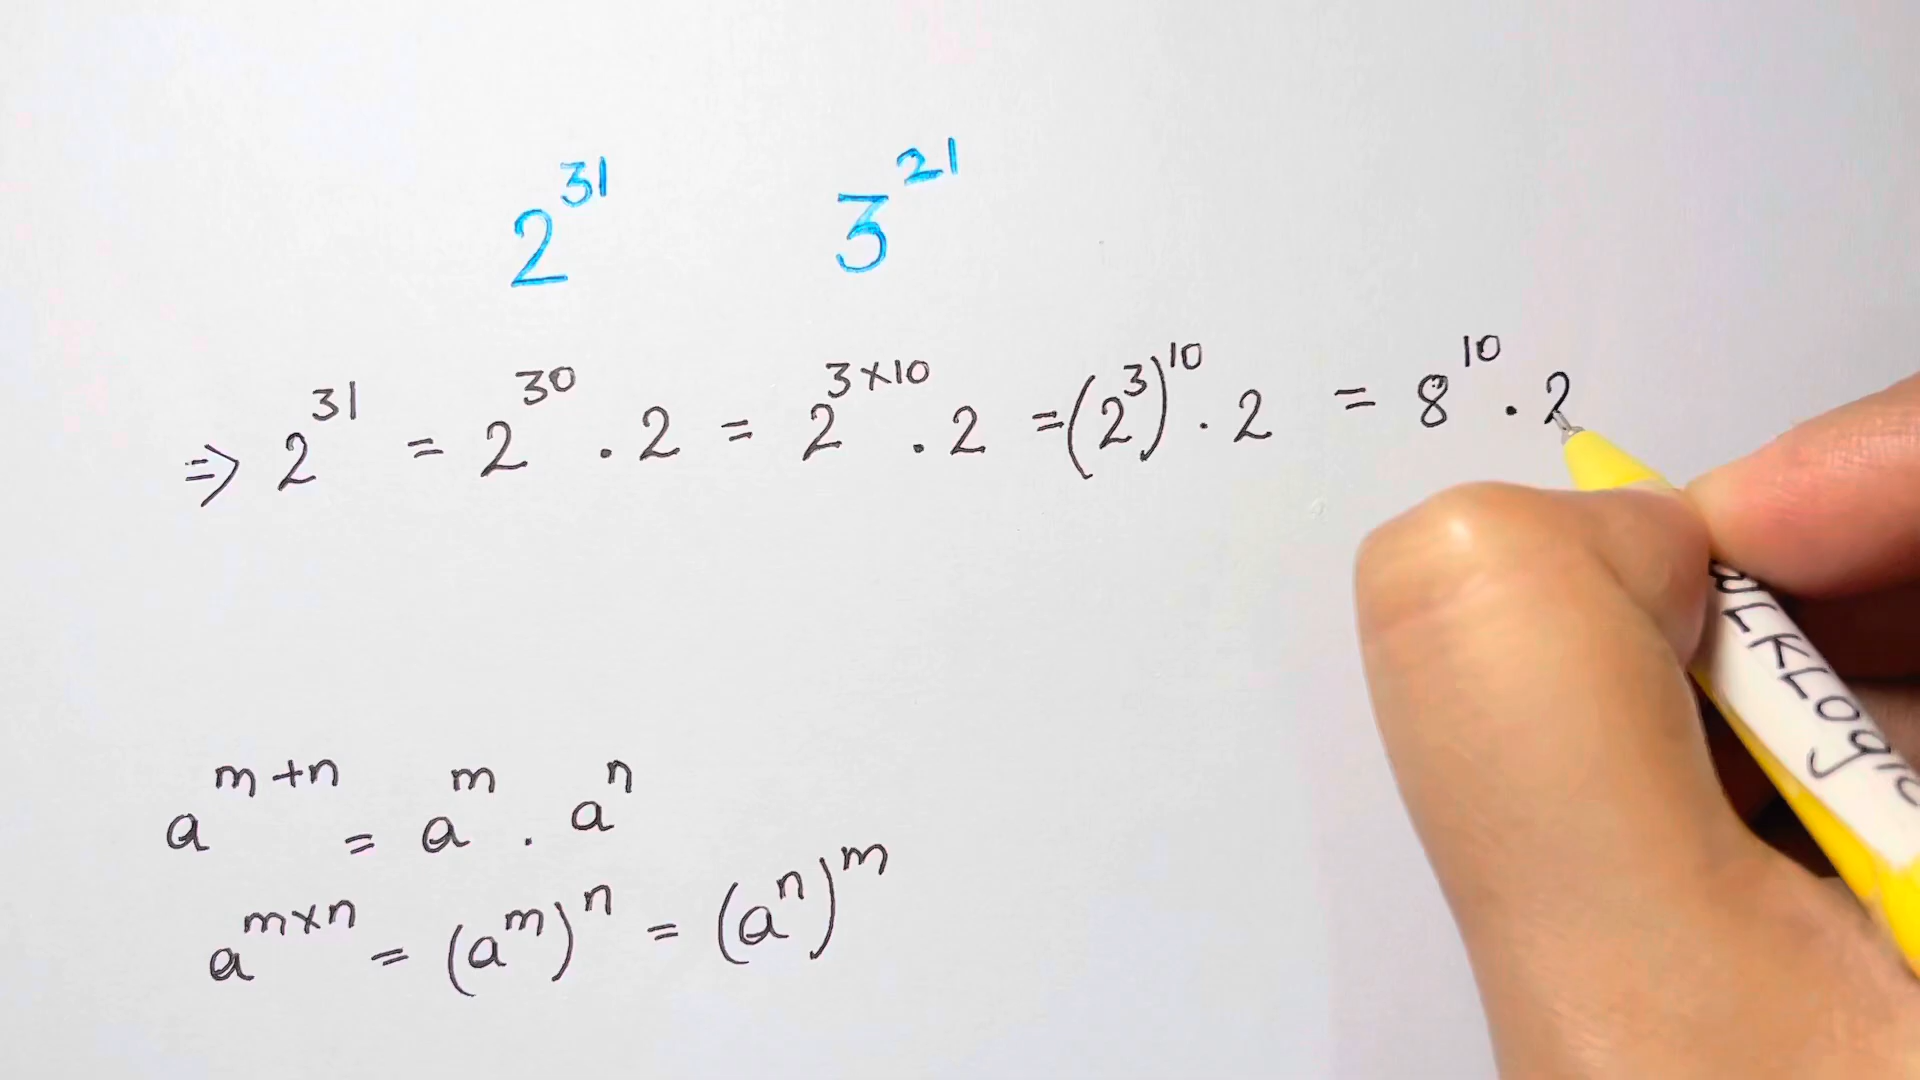 2^31 3^21
⇒ 2^31 = 2^30 . 2 = 2^3×10 . 2 = (2^3)^10 . 2 = 8^10 . 2
a^m+n = a^m . a^n
a^m×n = (a^m)^n = (a^n)^m